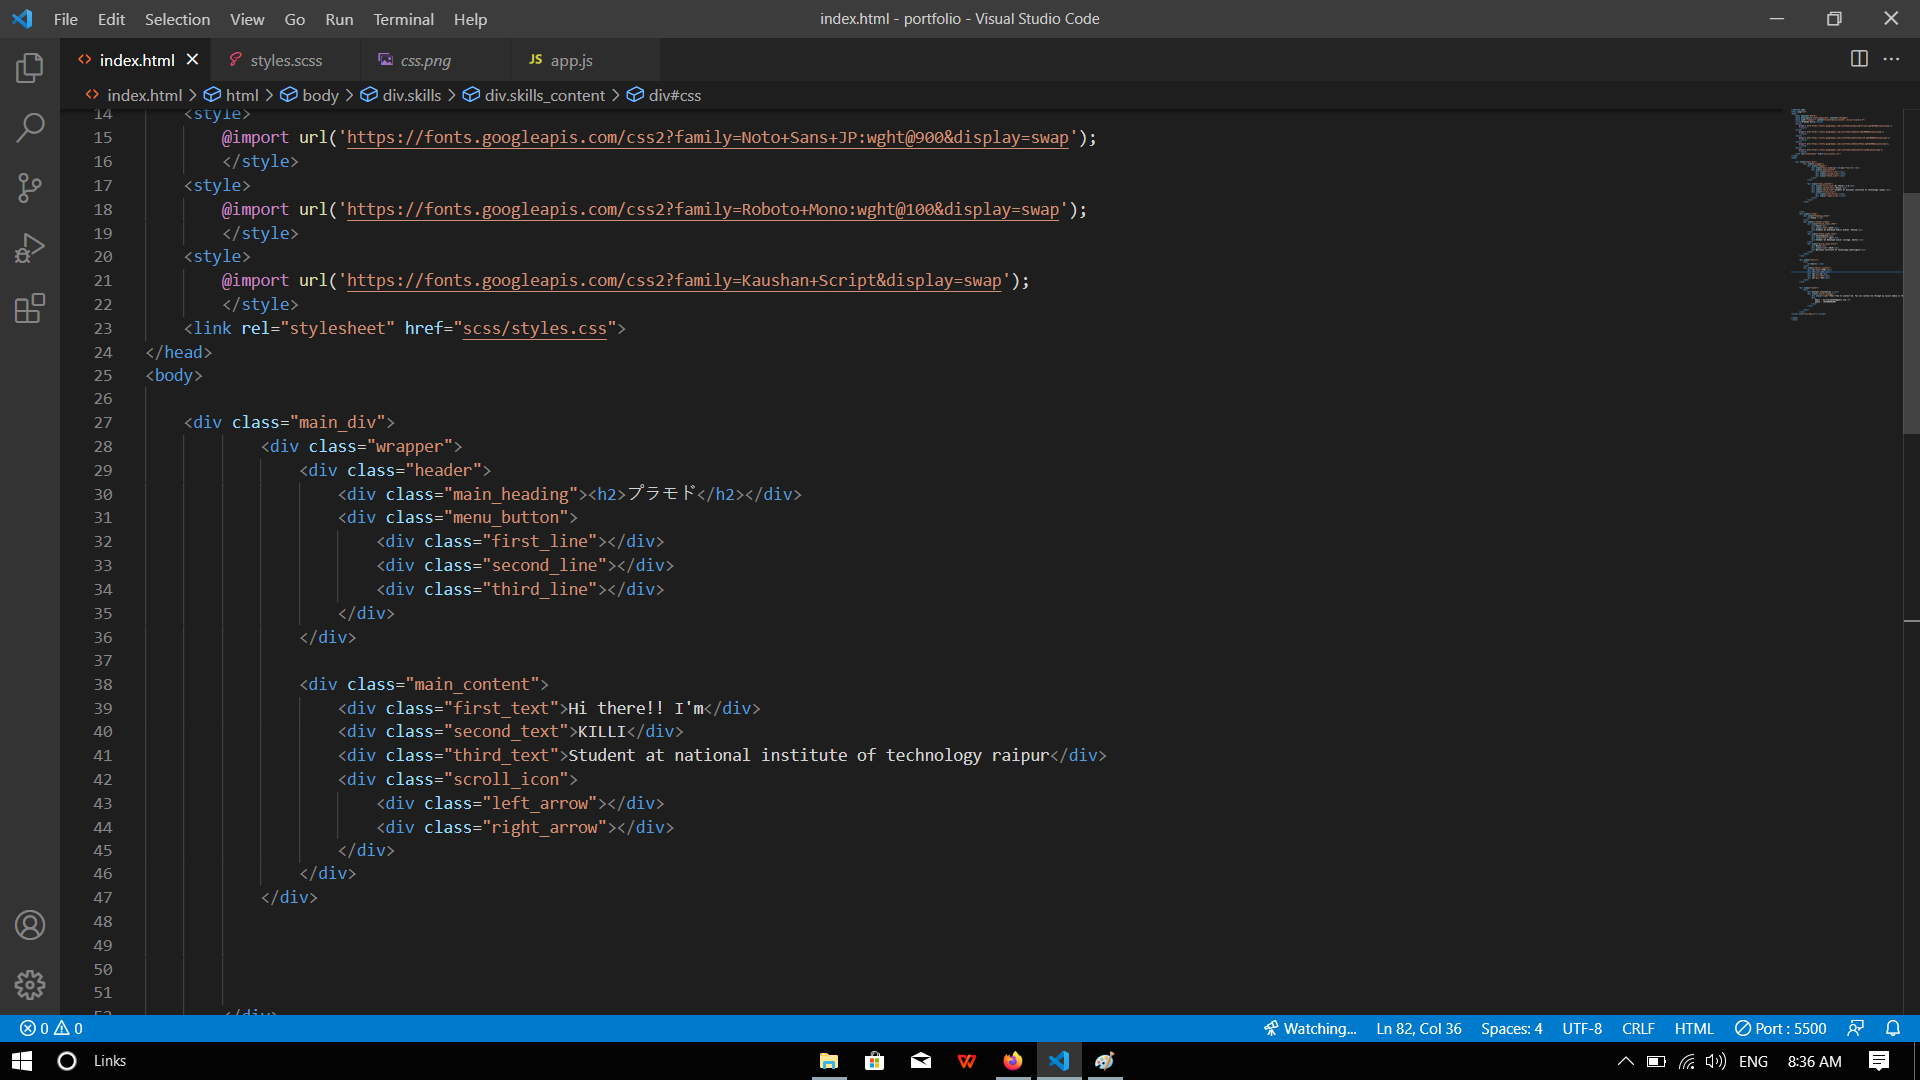 File Edit Selection View Go Run Terminal Help index.html - portfolio - Visual Studio Code
index.html styles.scss css.png JS app.js
index.html > html > body > div.skills > div.skills_content > div#css
14 <style>
15 @import url('https://fonts.googleapis.com/css2?family=Noto+Sans+JP:wght@900&display=swap');
16 </style>
17 <style>
18 @import url('https://fonts.googleapis.com/css2?family=Roboto+Mono:wght@100&display=swap');
19 </style>
20 <style>
21 @import url('https://fonts.googleapis.com/css2?family=Kaushan+Script&display=swap');
22 </style>
23 <link rel="stylesheet" href="scss/styles.css">
24 </head>
25 <body>
26
27 <div class="main_div">
28 <div class="wrapper">
29 <div class="header">
30 <div class="main_heading"><h2>プラモド</h2></div>
31 <div class="menu_button">
32 <div class="first_line"></div>
33 <div class="second_line"></div>
34 <div class="third_line"></div>
35 </div>
36 </div>
37
38 <div class="main_content">
39 <div class="first_text">Hi there!! I'm</div>
40 <div class="second_text">KILLI</div>
41 <div class="third_text">Student at national institute of technology raipur</div>
42 <div class="scroll_icon">
43 <div class="left_arrow"></div>
44 <div class="right_arrow"></div>
45 </div>
46 </div>
47 </div>
48
49
50
51
52 </div>
0 0 Watching... Ln 82, Col 36 Spaces: 4 UTF-8 CRLF HTML Port : 5500
Links ENG 8:36 AM